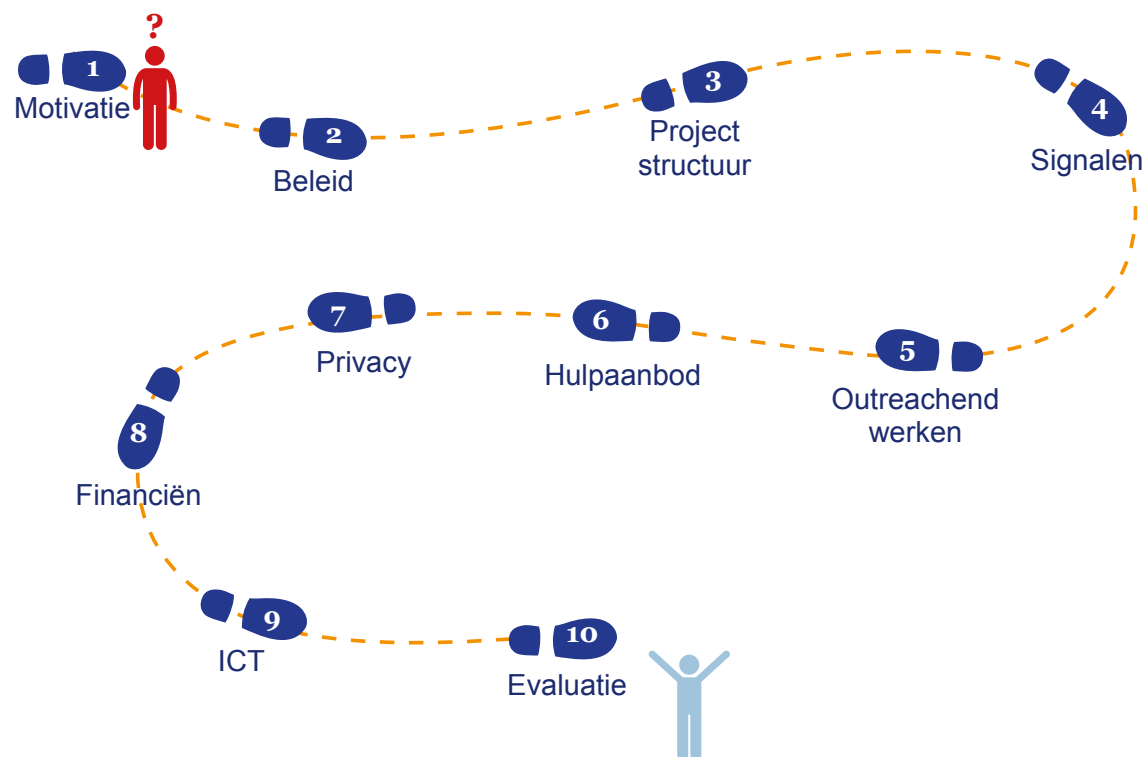 ?
1
Motivatie
2
Beleid
3
Project
structuur
4
Signalen
5
Outreachend
werken
6
Hulpaanbod
7
Privacy
8
Financiën
9
ICT
10
Evaluatie